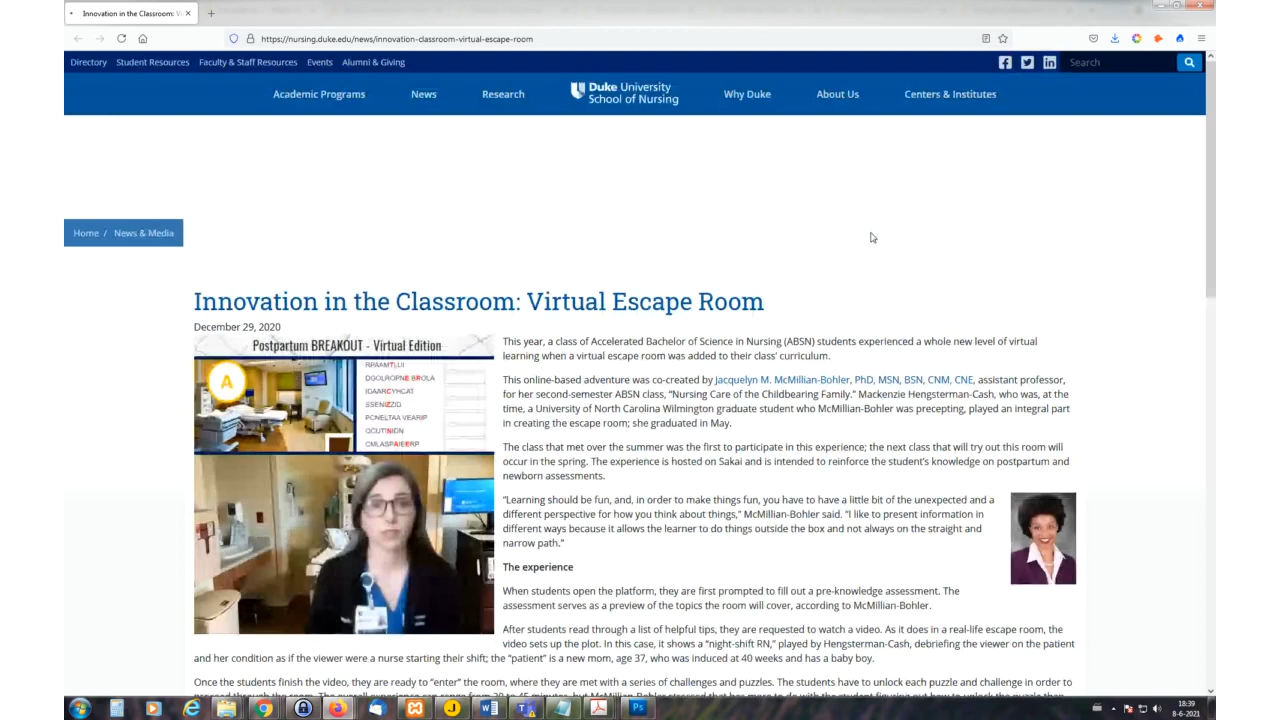 Innovation in the Classroom: Vi
https://nursing.duke.edu/news/innovation-classroom-virtual-escape-room
Directory Student Resources Faculty & Staff Resources Events Alumni & Giving Search
Academic Programs News Research Duke University School of Nursing Why Duke About Us Centers & Institutes
Home / News & Media
Innovation in the Classroom: Virtual Escape Room
December 29, 2020
Postpartum BREAKOUT - Virtual Edition
A
RPAAMTLUI
DGOLROPNE BROLA
IDAARCYHCAT
SSENIZZID
PCNELTAA VEARIP
OCUTINIDN
CMLASPAIEERP
This year, a class of Accelerated Bachelor of Science in Nursing (ABSN) students experienced a whole new level of virtual
learning when a virtual escape room was added to their class' curriculum.
This online-based adventure was co-created by Jacquelyn M. McMillian-Bohler, PhD, MSN, BSN, CNM, CNE, assistant professor,
for her second-semester ABSN class, "Nursing Care of the Childbearing Family." Mackenzie Hengsterman-Cash, who was, at the
time, a University of North Carolina Wilmington graduate student who McMillian-Bohler was precepting, played an integral part
in creating the escape room; she graduated in May.
The class that met over the summer was the first to participate in this experience; the next class that will try out this room will
occur in the spring. The experience is hosted on Sakai and is intended to reinforce the student's knowledge on postpartum and
newborn assessments.
"Learning should be fun, and, in order to make things fun, you have to have a little bit of the unexpected and a
different perspective for how you think about things," McMillian-Bohler said. "I like to present information in
different ways because it allows the learner to do things outside the box and not always on the straight and
narrow path."
The experience
When students open the platform, they are first prompted to fill out a pre-knowledge assessment. The
assessment serves as a preview of the topics the room will cover, according to McMillian-Bohler.
After students read through a list of helpful tips, they are requested to watch a video. As it does in a real-life escape room, the
video sets up the plot. In this case, it shows a "night-shift RN," played by Hengsterman-Cash, debriefing the viewer on the patient
and her condition as if the viewer were a nurse starting their shift; the "patient" is a new mom, age 37, who was induced at 40 weeks and has a baby boy.
Once the students finish the video, they are ready to "enter" the room, where they are met with a series of challenges and puzzles. The students have to unlock each puzzle and challenge in order to
18:39
8-6-2021